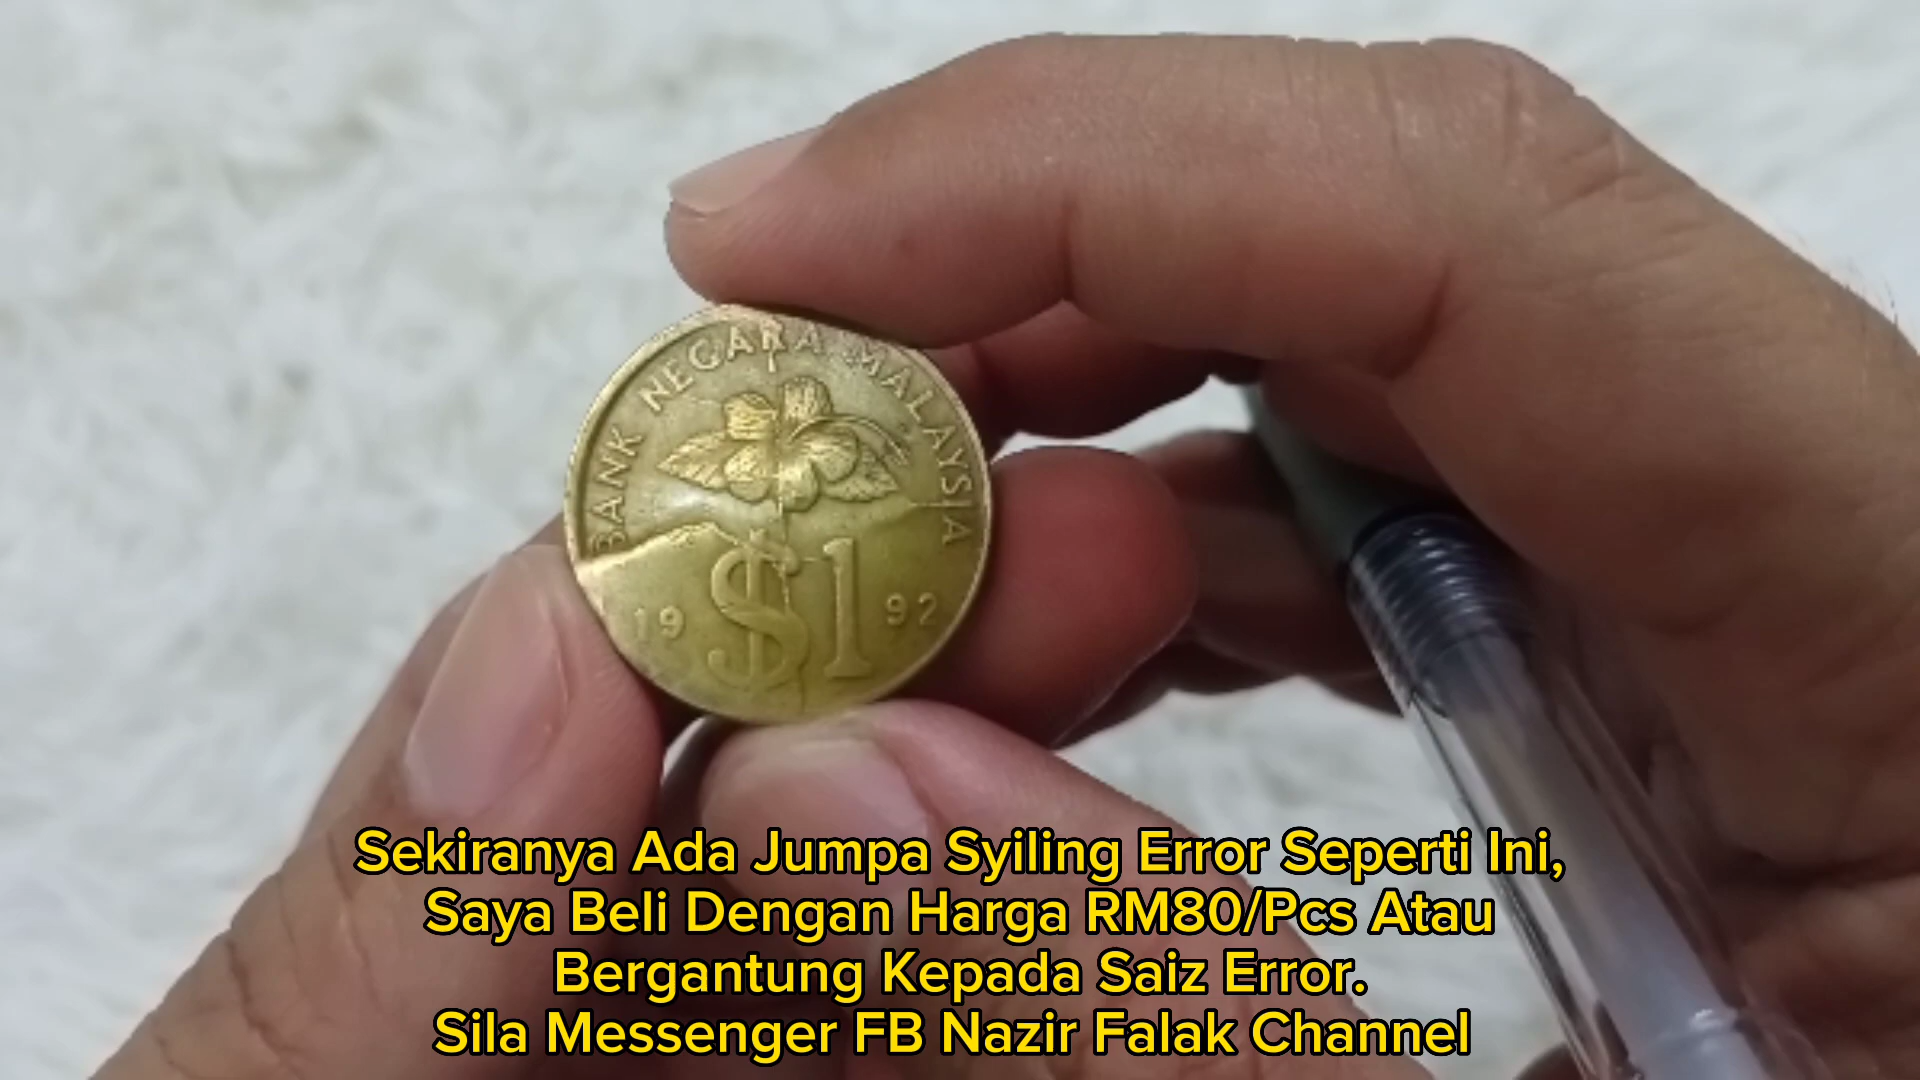 BANK NEGARA MALAYSIA
$1
19 92
Sekiranya Ada Jumpa Syiling Error Seperti Ini,
Saya Beli Dengan Harga RM80/Pcs Atau
Bergantung Kepada Saiz Error.
Sila Messenger FB Nazir Falak Channel